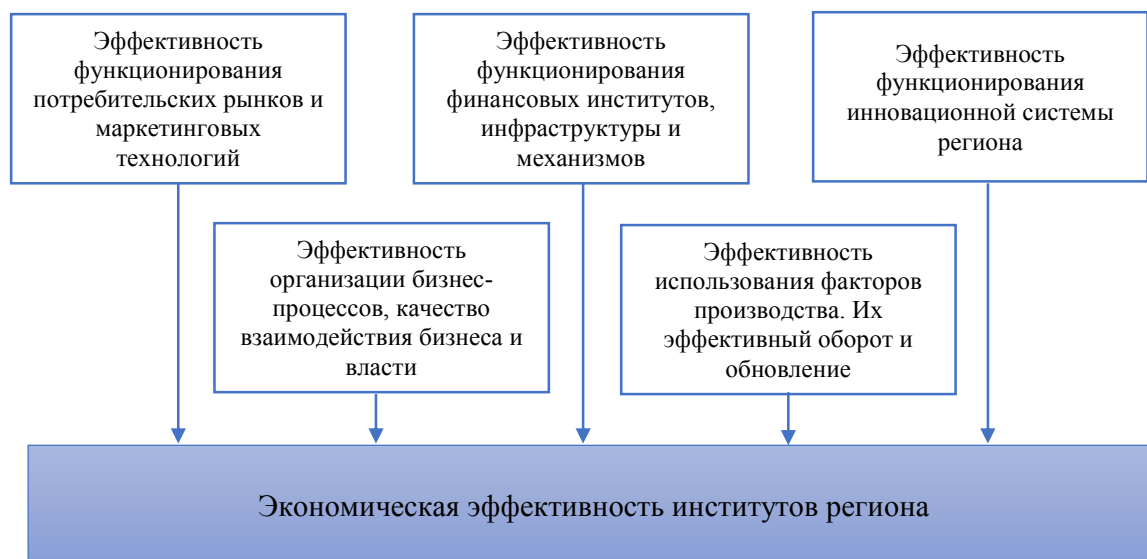 Эффективность
функционирования
потребительских рынков и
маркетинговых
технологий
Эффективность
функционирования
финансовых институтов,
инфраструктуры и
механизмов
Эффективность
функционирования
инновационной системы
региона
Эффективность
организации бизнес-
процессов, качество
взаимодействия бизнеса и
власти
Эффективность
использования факторов
производства. Их
эффективный оборот и
обновление
Экономическая эффективность институтов региона